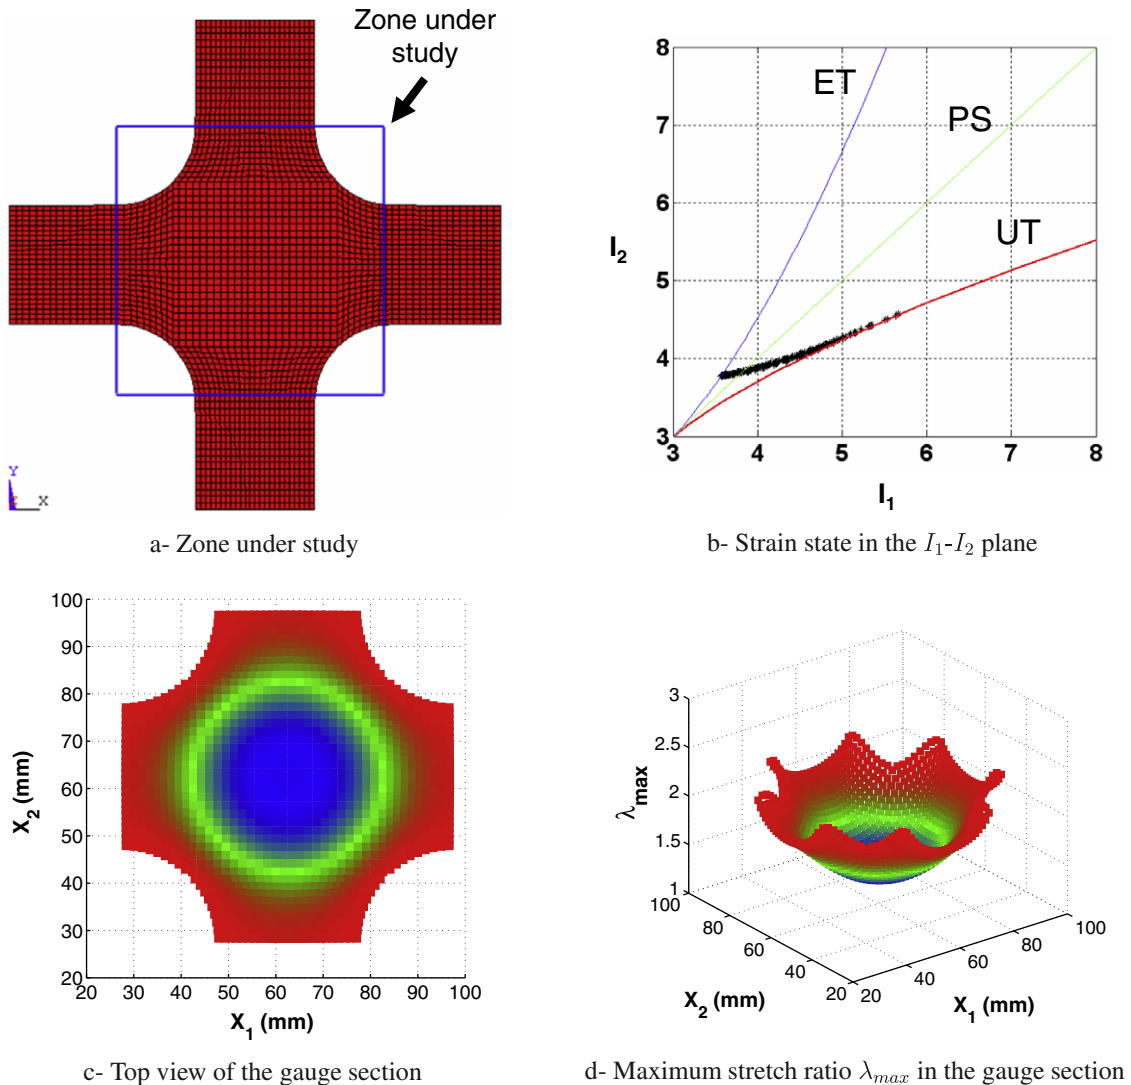 Zone under
study
Y
X
a- Zone under study
8
7
6
5
4
3
I2
ET
PS
UT
3 4 5 6 7 8
I1
b- Strain state in the I1-I2 plane
100
90
80
70
60
50
40
30
20
X2 (mm)
20 30 40 50 60 70 80 90 100
X1 (mm)
c- Top view of the gauge section
3
2.5
2
1.5
1
λmax
100
80
60
40
20
X2 (mm)
20
40
60
80
100
X1 (mm)
d- Maximum stretch ratio λmax in the gauge section